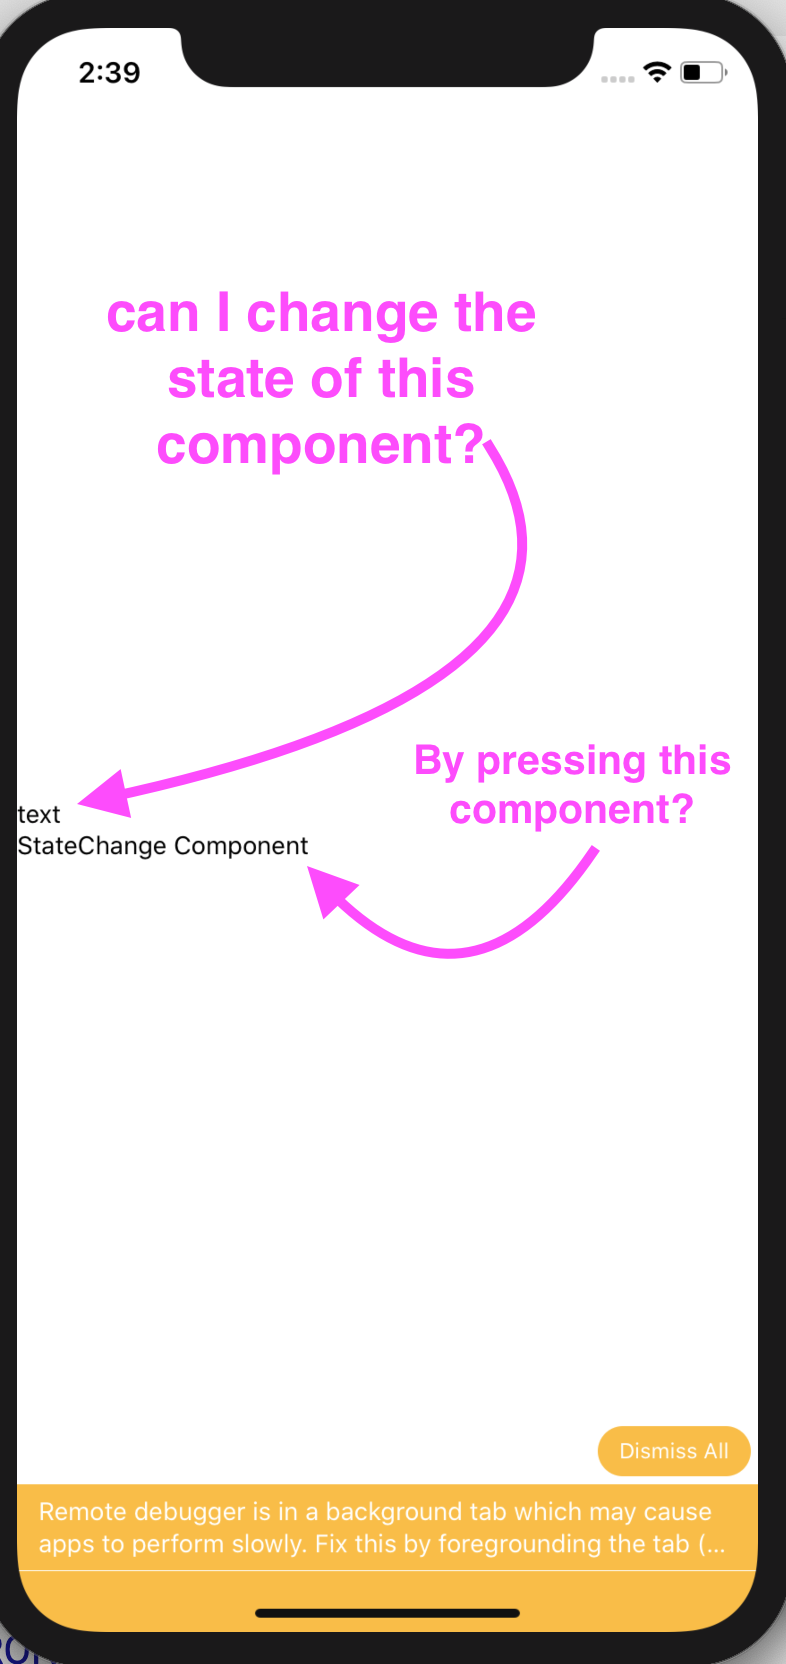 2:39
can I change the
state of this
component?
By pressing this
component?
text
StateChange Component
Dismiss All
Remote debugger is in a background tab which may cause
apps to perform slowly. Fix this by foregrounding the tab (...